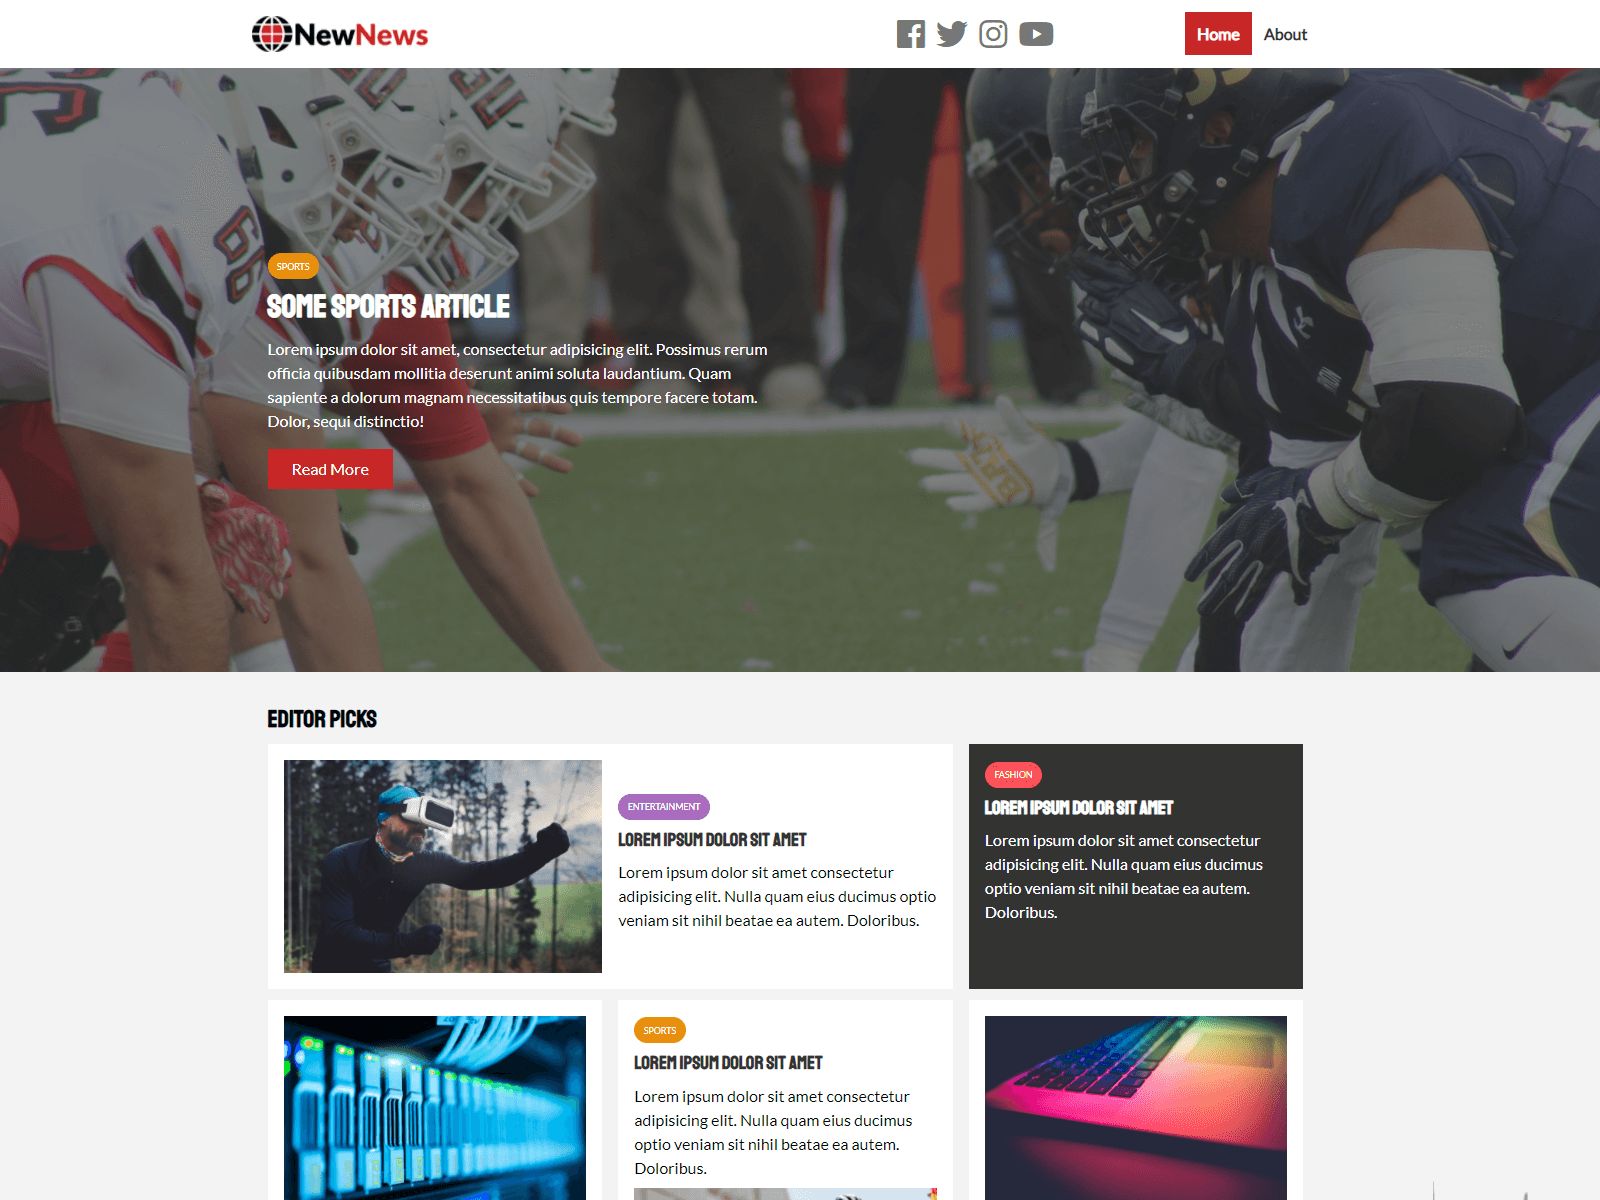 NewNews
Home
About
SPORTS
SOME SPORTS ARTICLE
Lorem ipsum dolor sit amet, consectetur adipisicing elit. Possimus rerum
officia quibusdam mollitia deserunt animi soluta laudantium. Quam
sapiente a dolorum magnam necessitatibus quis tempore facere totam.
Dolor, sequi distinctio!
Read More
EDITOR PICKS
ENTERTAINMENT
LOREM IPSUM DOLOR SIT AMET
Lorem ipsum dolor sit amet consectetur
adipisicing elit. Nulla quam eius ducimus optio
veniam sit nihil beatae ea autem. Doloribus.
FASHION
LOREM IPSUM DOLOR SIT AMET
Lorem ipsum dolor sit amet consectetur
adipisicing elit. Nulla quam eius ducimus
optio veniam sit nihil beatae ea autem.
Doloribus.
SPORTS
LOREM IPSUM DOLOR SIT AMET
Lorem ipsum dolor sit amet consectetur
adipisicing elit. Nulla quam eius ducimus
optio veniam sit nihil beatae ea autem.
Doloribus.